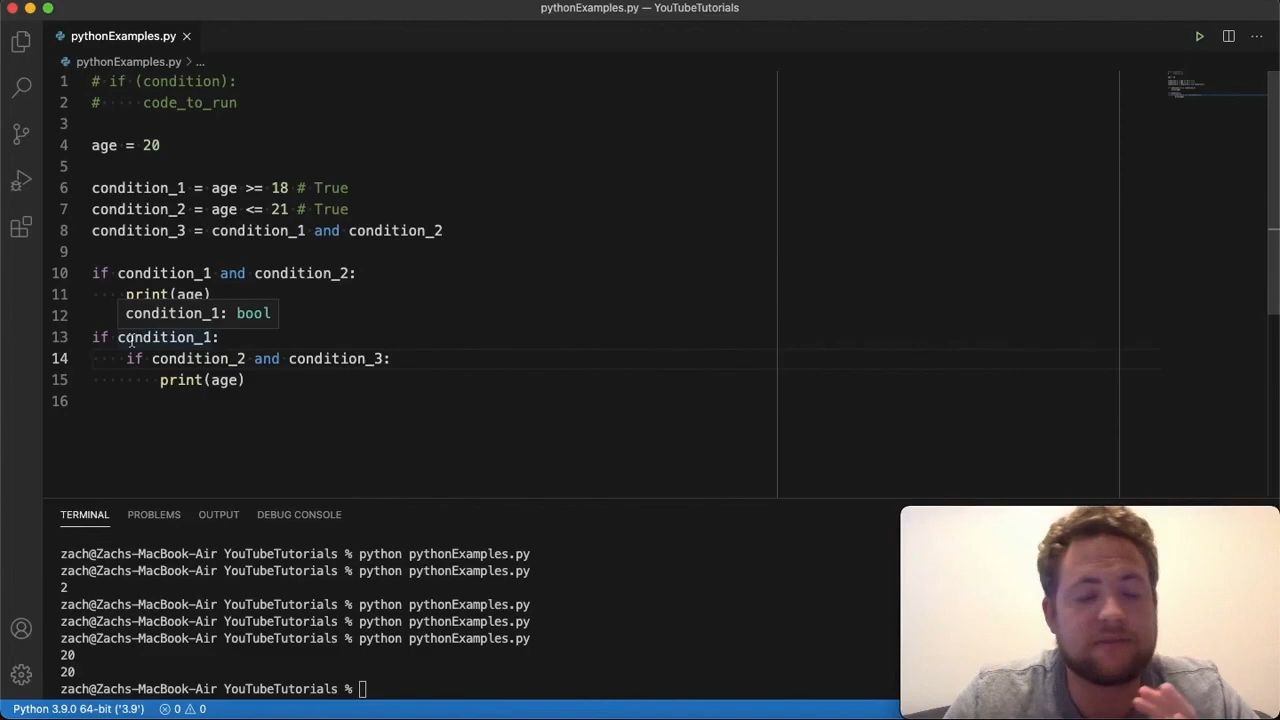 pythonExamples.py — YouTubeTutorials
pythonExamples.py
pythonExamples.py > ...
1 # if (condition):
2 # code_to_run
3
4 age = 20
5
6 condition_1 = age >= 18 # True
7 condition_2 = age <= 21 # True
8 condition_3 = condition_1 and condition_2
9
10 if condition_1 and condition_2:
11 print(age)
condition_1: bool
12
13 if condition_1:
14 if condition_2 and condition_3:
15 print(age)
16
TERMINAL PROBLEMS OUTPUT DEBUG CONSOLE
zach@Zachs-MacBook-Air YouTubeTutorials % python pythonExamples.py
zach@Zachs-MacBook-Air YouTubeTutorials % python pythonExamples.py
2
zach@Zachs-MacBook-Air YouTubeTutorials % python pythonExamples.py
zach@Zachs-MacBook-Air YouTubeTutorials % python pythonExamples.py
zach@Zachs-MacBook-Air YouTubeTutorials % python pythonExamples.py
20
20
zach@Zachs-MacBook-Air YouTubeTutorials %
Python 3.9.0 64-bit ('3.9') 0 0